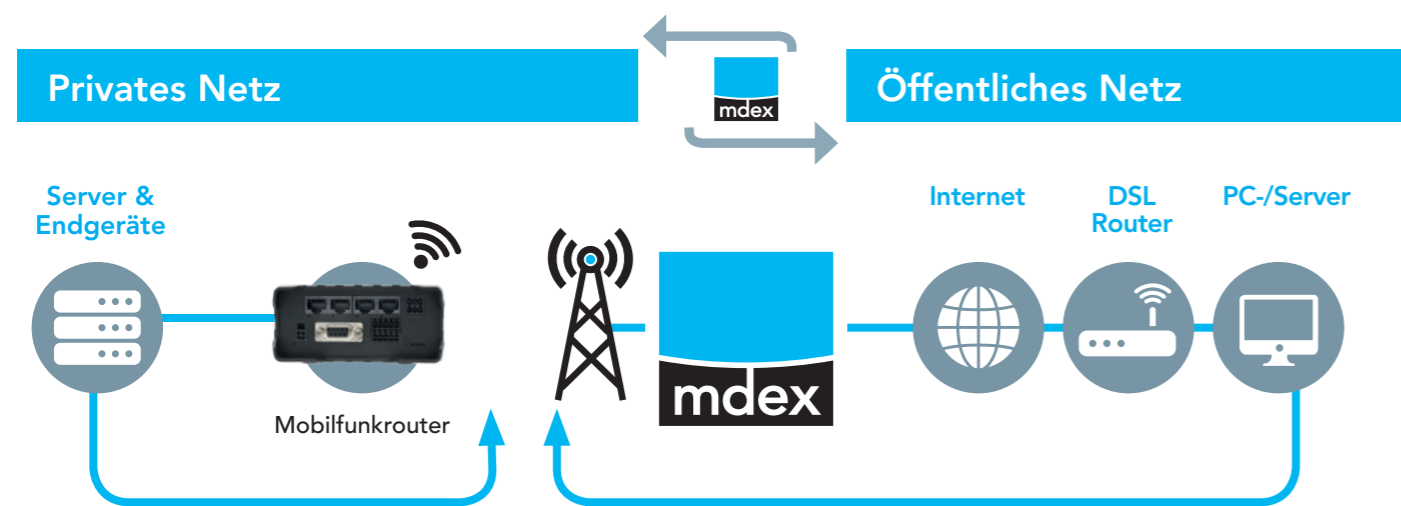 Privates Netz
mdex
Öffentliches Netz
Server &
Endgeräte
Internet
DSL
Router
PC-/Server
mdex
Mobilfunkrouter